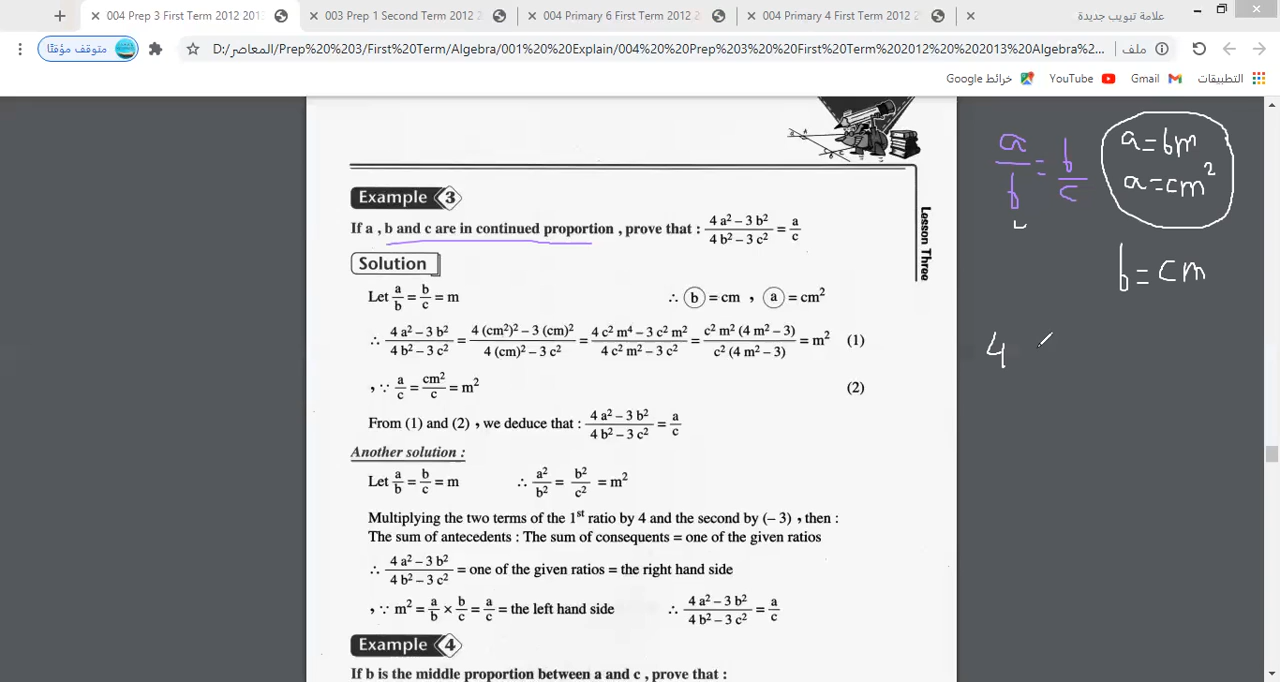 004 Prep 3 First Term 2012 201
003 Prep 1 Second Term 2012 2
004 Primary 6 First Term 2012 2
004 Primary 4 First Term 2012 2
علامة تبويب جديدة
متوقف مؤقتًا
D:/المعاصر/Prep%20%203/First%20Term/Algebra/001%20%20Explain/004%20%20Prep%203%20%20First%20Term%202012%20%202013%20Algebra%...
ملف
التطبيقات Gmail YouTube خرائط Google
Example 3
If a , b and c are in continued proportion , prove that : (4 a² – 3 b²)/(4 b² – 3 c²) = a/c
Solution
Let a/b = b/c = m ∴ b = cm , a = cm²
∴ (4 a² – 3 b²)/(4 b² – 3 c²) = (4 (cm²)² – 3 (cm)²)/(4 (cm)² – 3 c²) = (4 c² m⁴ – 3 c² m²)/(4 c² m² – 3 c²) = (c² m² (4 m² – 3))/(c² (4 m² – 3)) = m² (1)
, ∵ a/c = cm²/c = m² (2)
From (1) and (2) , we deduce that : (4 a² – 3 b²)/(4 b² – 3 c²) = a/c
Another solution :
Let a/b = b/c = m ∴ a²/b² = b²/c² = m²
Multiplying the two terms of the 1st ratio by 4 and the second by (– 3) , then :
The sum of antecedents : The sum of consequents = one of the given ratios
∴ (4 a² – 3 b²)/(4 b² – 3 c²) = one of the given ratios = the right hand side
, ∵ m² = a/b × b/c = a/c = the left hand side ∴ (4 a² – 3 b²)/(4 b² – 3 c²) = a/c
Example 4
If b is the middle proportion between a and c , prove that :
Lesson Three
a/b = b/c
a = bm
a = cm²
b = cm
4